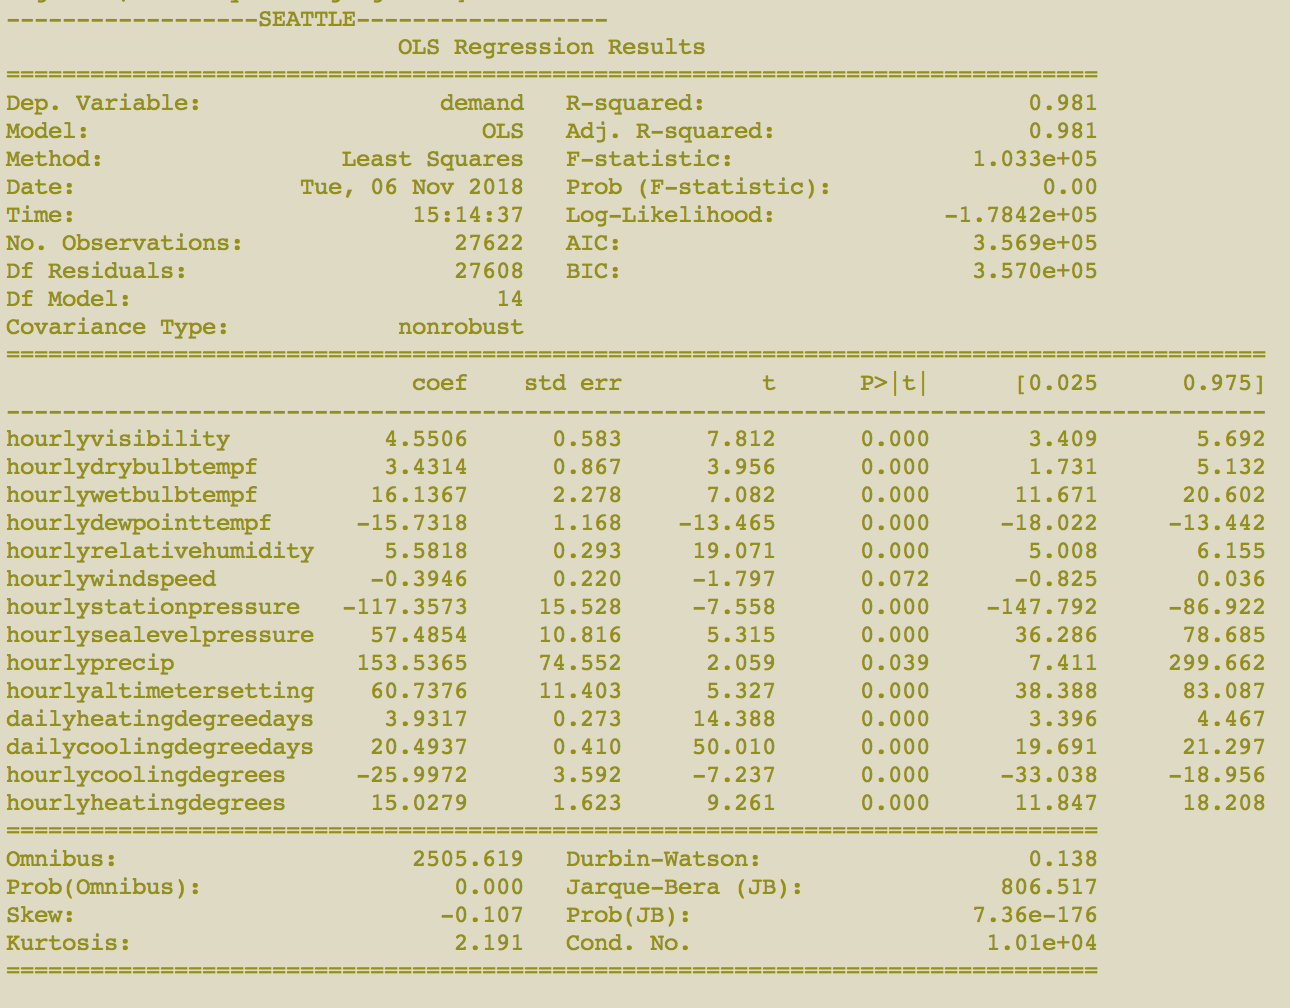 ------------------SEATTLE------------------
OLS Regression Results
==============================================================================
Dep. Variable: demand R-squared: 0.981
Model: OLS Adj. R-squared: 0.981
Method: Least Squares F-statistic: 1.033e+05
Date: Tue, 06 Nov 2018 Prob (F-statistic): 0.00
Time: 15:14:37 Log-Likelihood: -1.7842e+05
No. Observations: 27622 AIC: 3.569e+05
Df Residuals: 27608 BIC: 3.570e+05
Df Model: 14
Covariance Type: nonrobust
==========================================================================================
coef std err t P>|t| [0.025 0.975]
------------------------------------------------------------------------------------------
hourlyvisibility 4.5506 0.583 7.812 0.000 3.409 5.692
hourlydrybulbtempf 3.4314 0.867 3.956 0.000 1.731 5.132
hourlywetbulbtempf 16.1367 2.278 7.082 0.000 11.671 20.602
hourlydewpointtempf -15.7318 1.168 -13.465 0.000 -18.022 -13.442
hourlyrelativehumidity 5.5818 0.293 19.071 0.000 5.008 6.155
hourlywindspeed -0.3946 0.220 -1.797 0.072 -0.825 0.036
hourlystationpressure -117.3573 15.528 -7.558 0.000 -147.792 -86.922
hourlysealevelpressure 57.4854 10.816 5.315 0.000 36.286 78.685
hourlyprecip 153.5365 74.552 2.059 0.039 7.411 299.662
hourlyaltimetersetting 60.7376 11.403 5.327 0.000 38.388 83.087
dailyheatingdegreedays 3.9317 0.273 14.388 0.000 3.396 4.467
dailycoolingdegreedays 20.4937 0.410 50.010 0.000 19.691 21.297
hourlycoolingdegrees -25.9972 3.592 -7.237 0.000 -33.038 -18.956
hourlyheatingdegrees 15.0279 1.623 9.261 0.000 11.847 18.208
==============================================================================
Omnibus: 2505.619 Durbin-Watson: 0.138
Prob(Omnibus): 0.000 Jarque-Bera (JB): 806.517
Skew: -0.107 Prob(JB): 7.36e-176
Kurtosis: 2.191 Cond. No. 1.01e+04
==============================================================================